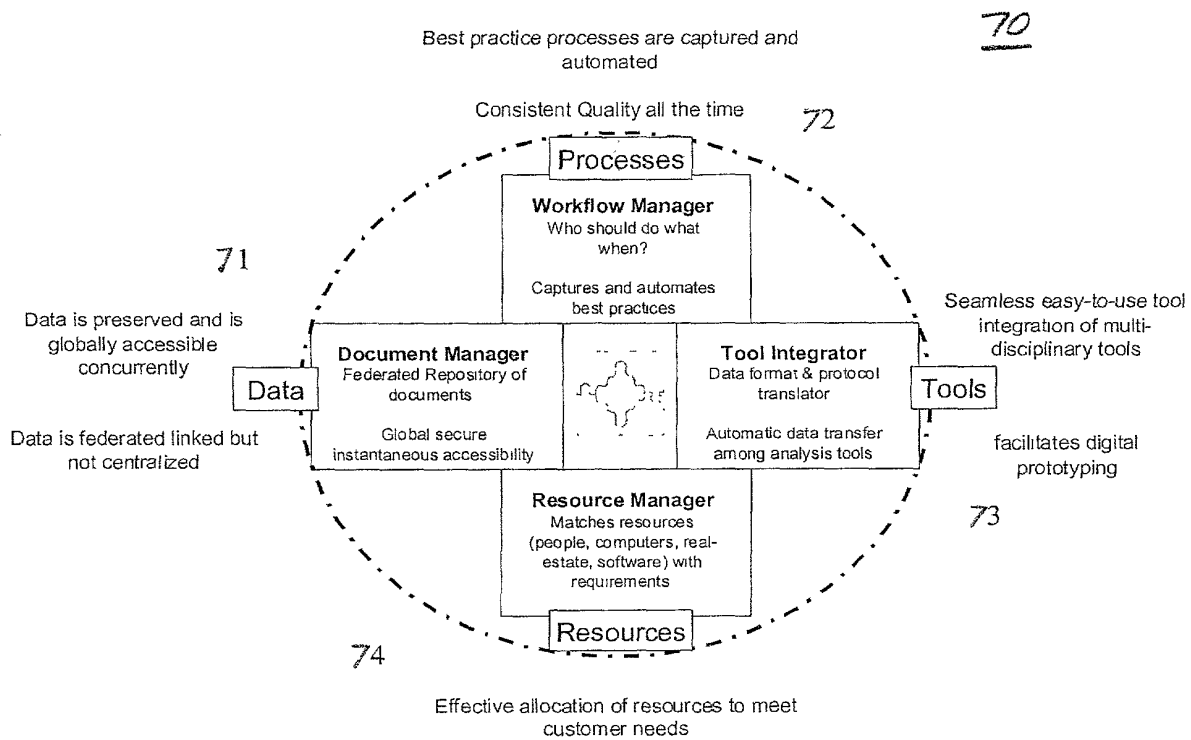 70
Best practice processes are captured and
automated
Consistent Quality all the time
72
Processes
Workflow Manager
Who should do what
when?
Captures and automates
best practices
71
Data is preserved and is
globally accessible
concurrently
Data
Data is federated linked but
not centralized
Document Manager
Federated Repository of
documents
Global secure
instantaneous accessibility
Tool Integrator
Data format & protocol
translator
Automatic data transfer
among analysis tools
Seamless easy-to-use tool
integration of multi-
disciplinary tools
Tools
facilitates digital
prototyping
73
Resource Manager
Matches resources
(people, computers, real-
estate, software) with
requirements
Resources
74
Effective allocation of resources to meet
customer needs